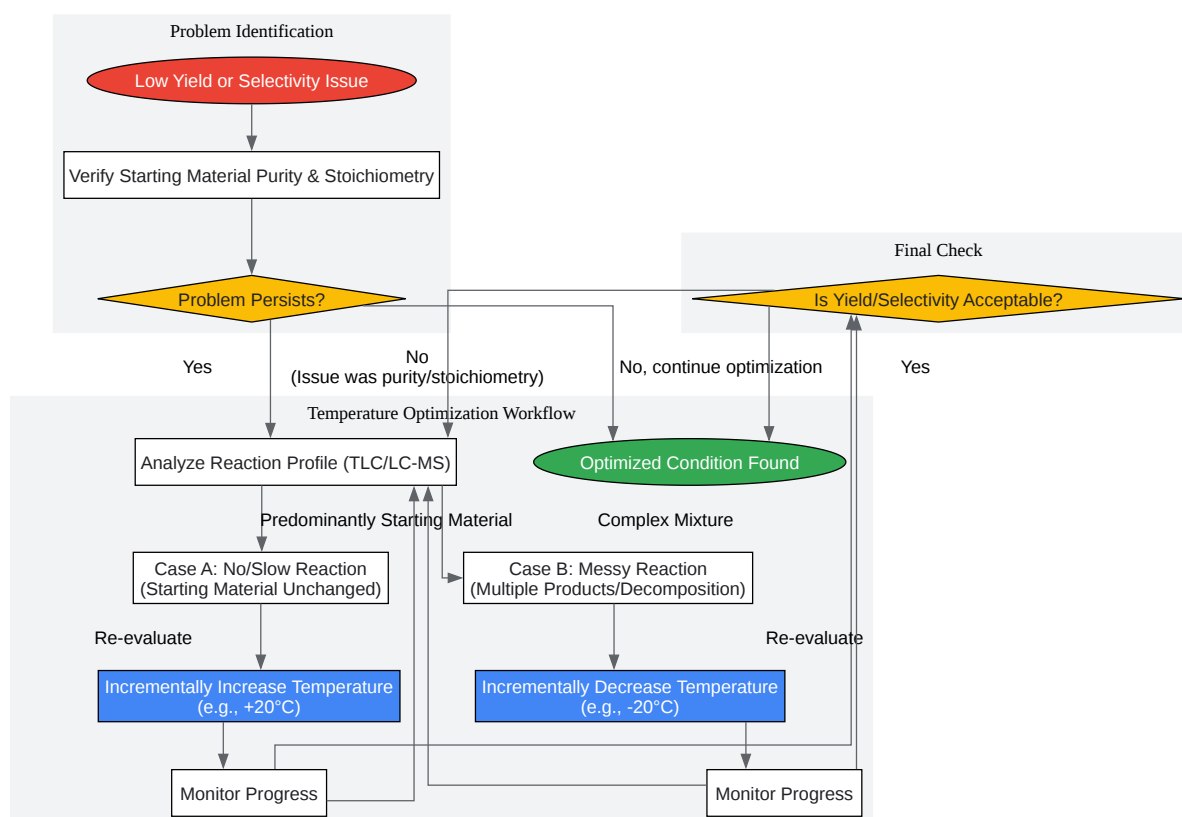 Problem Identification
Low Yield or Selectivity Issue
Verify Starting Material Purity & Stoichiometry
Final Check
Problem Persists?
Is Yield/Selectivity Acceptable?
Yes
No
(Issue was purity/stoichiometry)
No, continue optimization
Yes
Temperature Optimization Workflow
Analyze Reaction Profile (TLC/LC-MS)
Optimized Condition Found
Predominantly Starting Material
Complex Mixture
Case A: No/Slow Reaction
(Starting Material Unchanged)
Case B: Messy Reaction
(Multiple Products/Decomposition)
Re-evaluate
Re-evaluate
Incrementally Increase Temperature
(e.g., +20°C)
Incrementally Decrease Temperature
(e.g., -20°C)
Monitor Progress
Monitor Progress